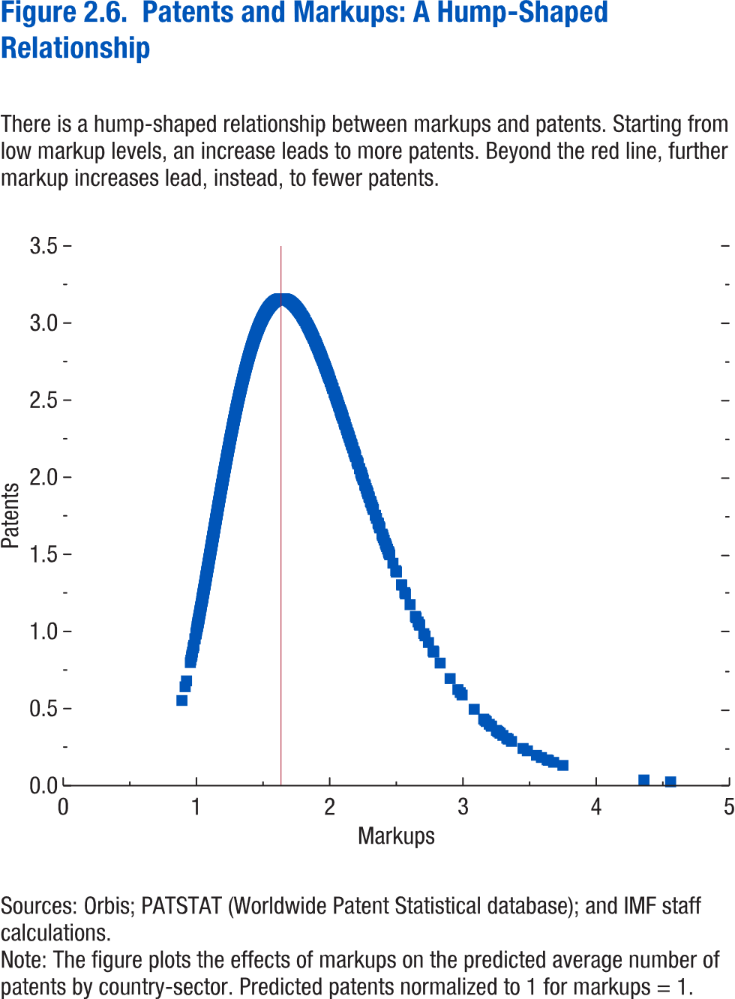 Figure 2.6. Patents and Markups: A Hump-Shaped
Relationship
There is a hump-shaped relationship between markups and patents. Starting from
low markup levels, an increase leads to more patents. Beyond the red line, further
markup increases lead, instead, to fewer patents.
3.5
3.0
2.5
2.0
1.5
1.0
0.5
0.0
Patents
0 1 2 3 4 5
Markups
Sources: Orbis; PATSTAT (Worldwide Patent Statistical database); and IMF staff
calculations.
Note: The figure plots the effects of markups on the predicted average number of
patents by country-sector. Predicted patents normalized to 1 for markups = 1.